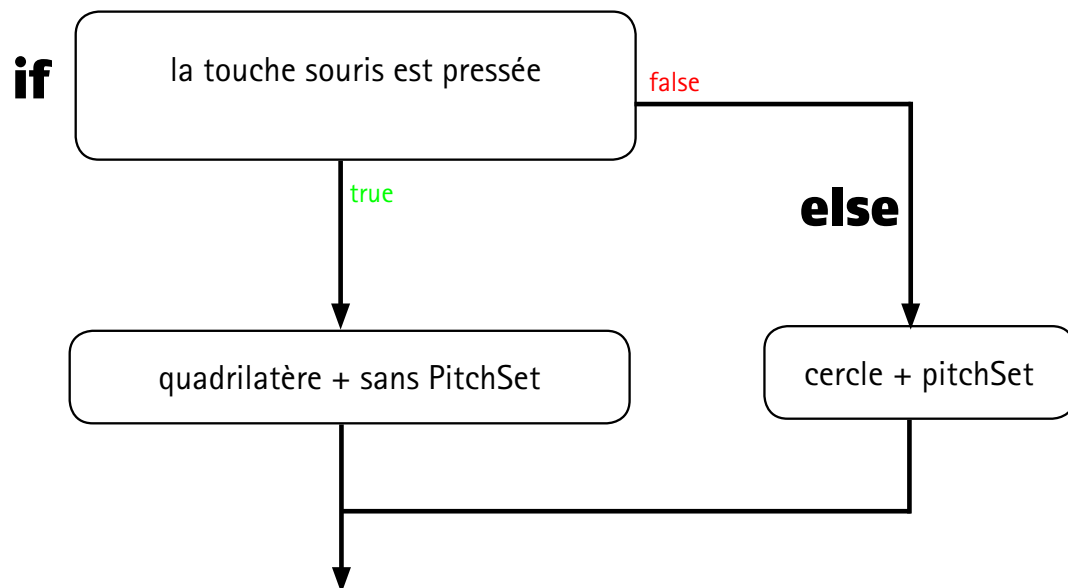 if
la touche souris est pressée
false
true
else
quadrilatère + sans PitchSet
cercle + pitchSet